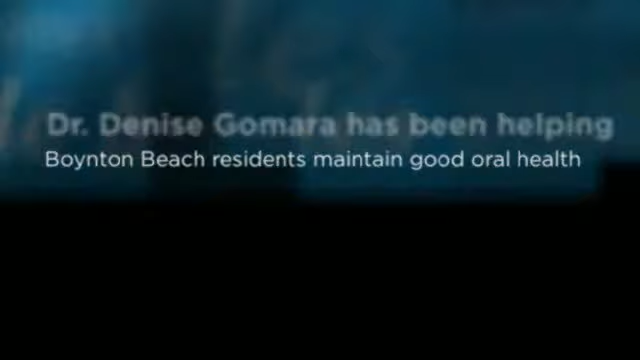 Dr. Denise Gomara has been helping
Boynton Beach residents maintain good oral health